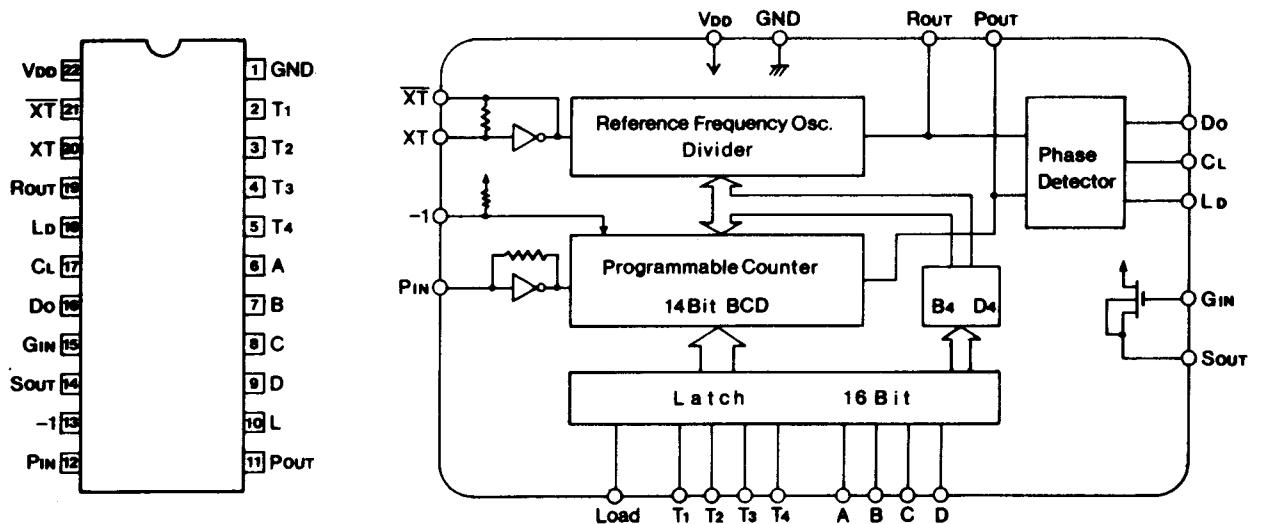 VDD 22
1 GND
XT 21
2 T1
XT 20
3 T2
ROUT 19
4 T3
LD 18
5 T4
CL 17
6 A
DO 16
7 B
GIN 15
8 C
SOUT 14
9 D
-1 13
10 L
PIN 12
11 POUT
VDD GND ROUT POUT
XT
XT
Reference Frequency Osc.
Divider
Phase
Detector
DO
CL
LD
-1
PIN
Programmable Counter
14Bit BCD
B4 D4
GIN
SOUT
Latch 16Bit
Load T1 T2 T3 T4 A B C D